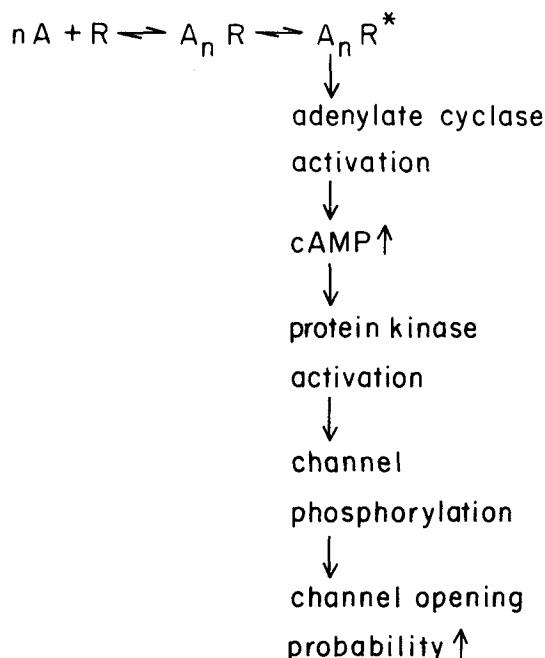 nA + R ⇌ AₙR ⇌ AₙR*
↓
adenylate cyclase
activation
↓
cAMP↑
↓
protein kinase
activation
↓
channel
phosphorylation
↓
channel opening
probability↑